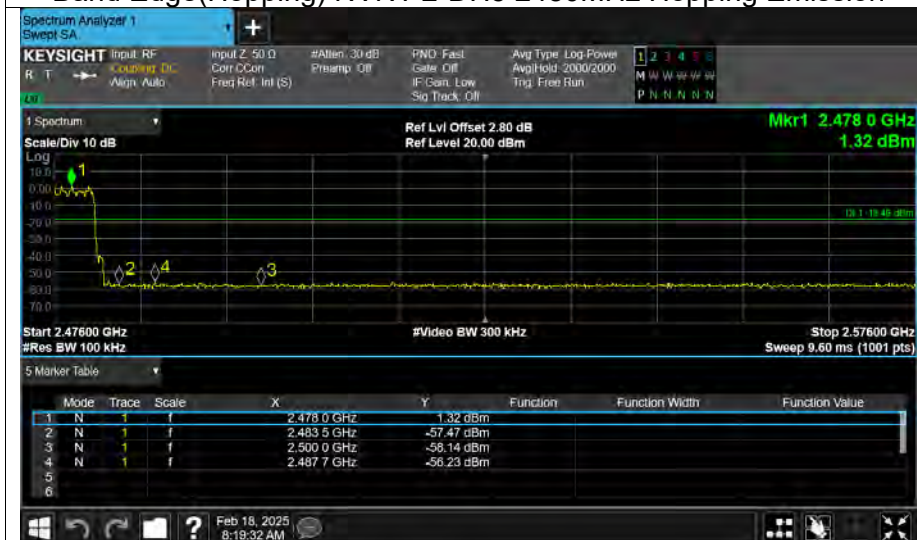 Spectrum Analyzer 1
Swept SA
+
KEYSIGHT Input: RF Input Z: 50 Ω #Atten: 30 dB PNO: Fast Avg Type: Log-Power 1 2 3 4 5 6
R T Coupling: DC Corr CCorr Preamp: Off Gate: Off Avg|Hold: 2000/2000 M W W W W W
Align: Auto Freq Ref: Int (S) IF Gain: Low Trig: Free Run
Sig Track: Off P N N N N N
1 Spectrum
Scale/Div 10 dB
Ref Lvl Offset 2.80 dB
Ref Level 20.00 dBm
Mkr1 2.478 0 GHz
1.32 dBm
Log
10.0
0.00
-10.0
-20.0
-30.0
-40.0
-50.0
-60.0
-70.0
1
2
4
3
Start 2.47600 GHz #Video BW 300 kHz Stop 2.57600 GHz
#Res BW 100 kHz Sweep 9.60 ms (1001 pts)
5 Marker Table
Mode Trace Scale X Y Function Function Width Function Value
1 N 1 f 2.478 0 GHz 1.32 dBm
2 N 1 f 2.483 5 GHz -57.47 dBm
3 N 1 f 2.500 0 GHz -58.14 dBm
4 N 1 f 2.487 7 GHz -56.23 dBm
5
6
?
Feb 18, 2025
8:19:32 AM